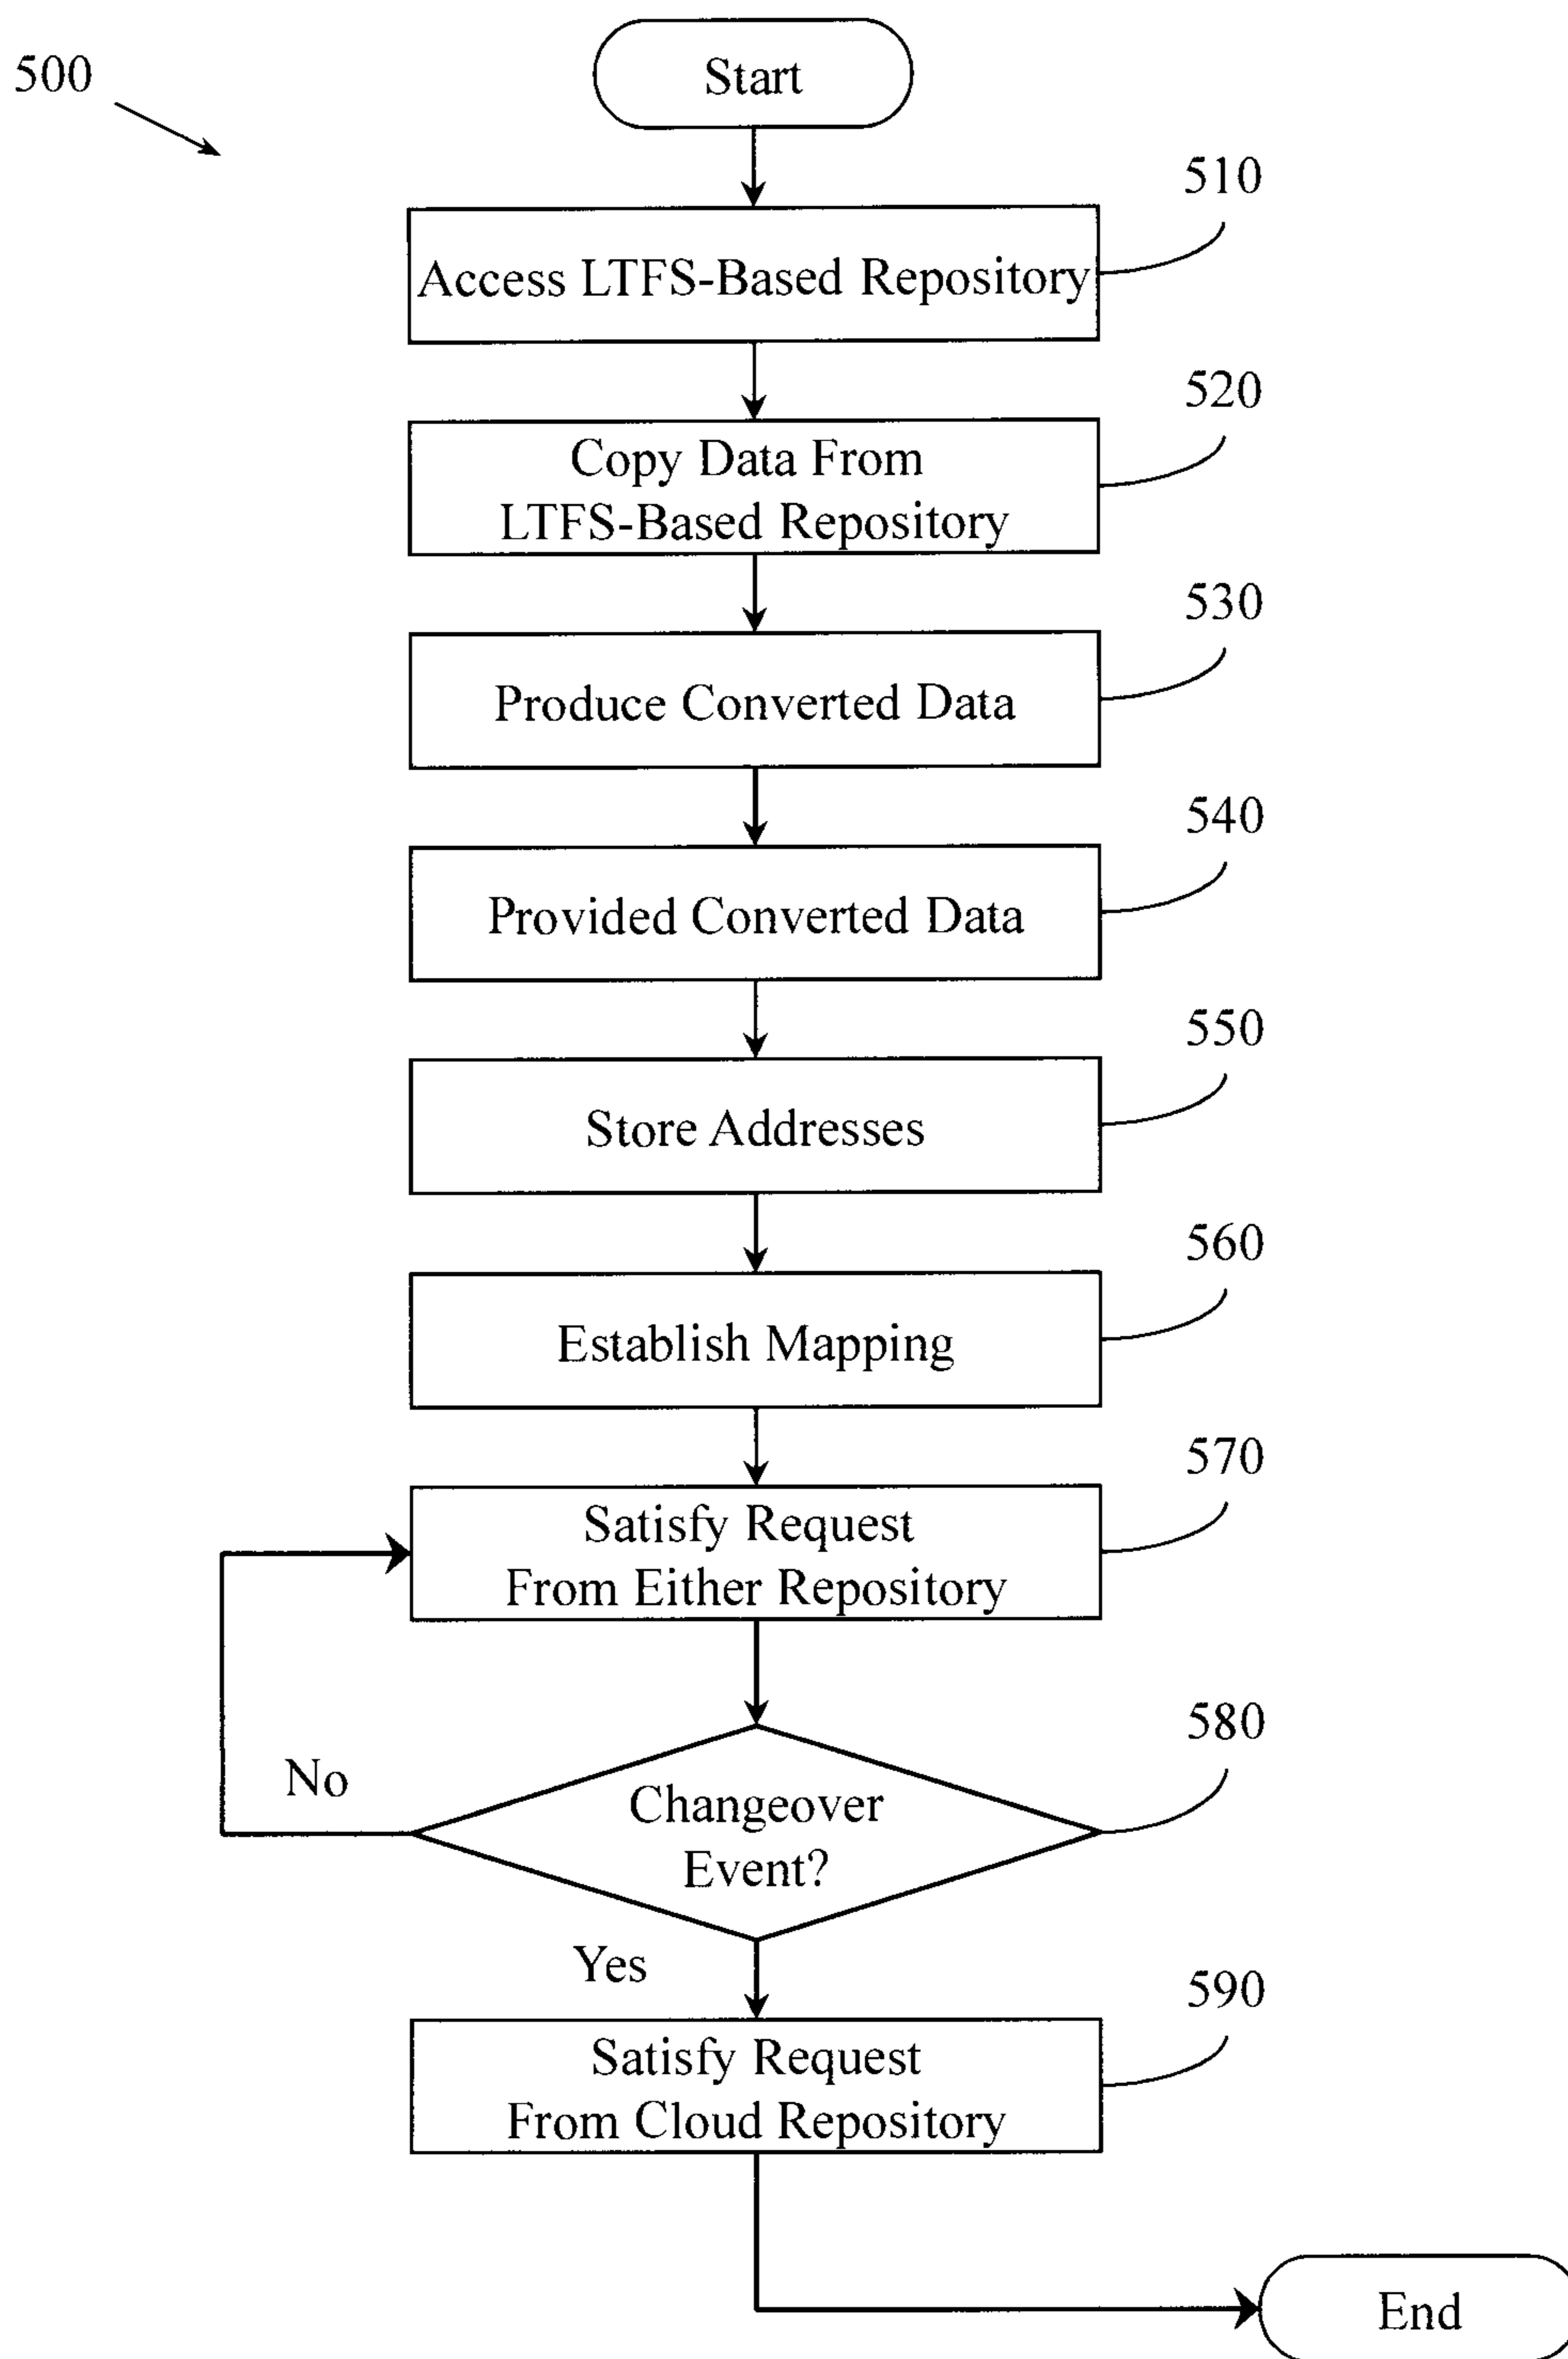 500
Start
510
Access LTFS-Based Repository
520
Copy Data From
LTFS-Based Repository
530
Produce Converted Data
540
Provided Converted Data
550
Store Addresses
560
Establish Mapping
570
Satisfy Request
From Either Repository
580
No
Changeover
Event?
Yes
590
Satisfy Request
From Cloud Repository
End